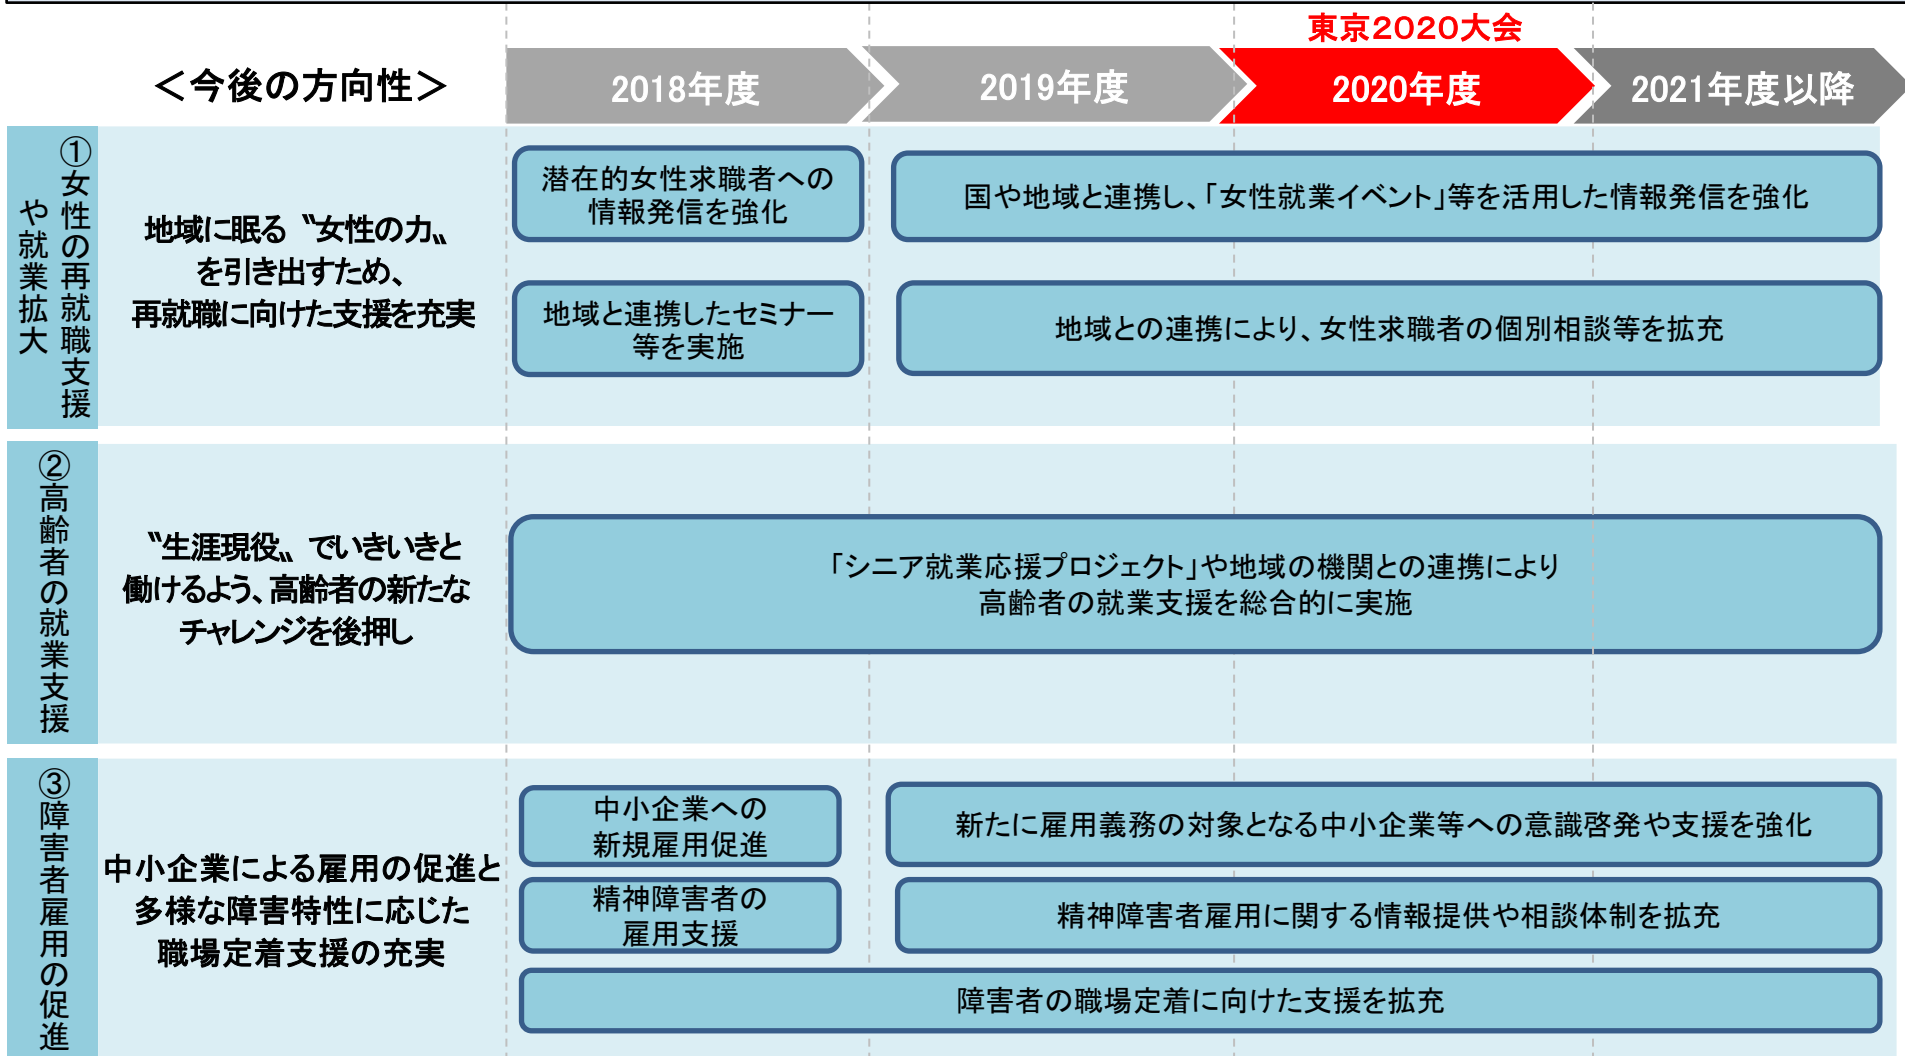 東京2020大会
＜今後の方向性＞
2018年度
2019年度
2020年度
2021年度以降
①女性の再就職支援
や就業拡大
地域に眠る〝女性の力〟
を引き出すため、
再就職に向けた支援を充実
潜在的女性求職者への
情報発信を強化
国や地域と連携し、「女性就業イベント」等を活用した情報発信を強化
地域と連携したセミナー
等を実施
地域との連携により、女性求職者の個別相談等を拡充
②高齢者の就業支援
〝生涯現役〟でいきいきと
働けるよう、高齢者の新たな
チャレンジを後押し
「シニア就業応援プロジェクト」や地域の機関との連携により
高齢者の就業支援を総合的に実施
③障害者雇用の促進
中小企業による雇用の促進と
多様な障害特性に応じた
職場定着支援の充実
中小企業への
新規雇用促進
新たに雇用義務の対象となる中小企業等への意識啓発や支援を強化
精神障害者の
雇用支援
精神障害者雇用に関する情報提供や相談体制を拡充
障害者の職場定着に向けた支援を拡充